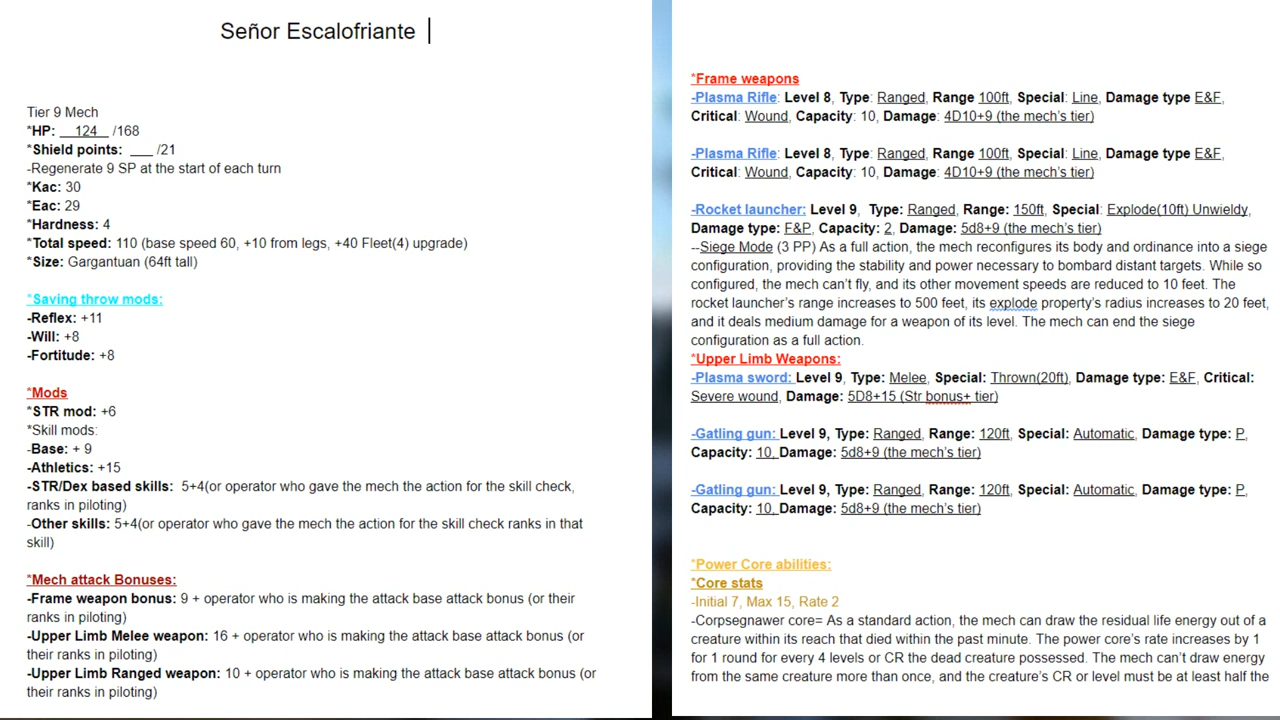 Señor Escalofriante
Tier 9 Mech
*HP: __124__ /168
*Shield points: ___ /21
-Regenerate 9 SP at the start of each turn
*Kac: 30
*Eac: 29
*Hardness: 4
*Total speed: 110 (base speed 60, +10 from legs, +40 Fleet(4) upgrade)
*Size: Gargantuan (64ft tall)
*Saving throw mods:
-Reflex: +11
-Will: +8
-Fortitude: +8
*Mods
*STR mod: +6
*Skill mods:
-Base: + 9
-Athletics: +15
-STR/Dex based skills: 5+4(or operator who gave the mech the action for the skill check,
ranks in piloting)
-Other skills: 5+4(or operator who gave the mech the action for the skill check ranks in that
skill)
*Mech attack Bonuses:
-Frame weapon bonus: 9 + operator who is making the attack base attack bonus (or their
ranks in piloting)
-Upper Limb Melee weapon: 16 + operator who is making the attack base attack bonus (or
their ranks in piloting)
-Upper Limb Ranged weapon: 10 + operator who is making the attack base attack bonus (or
their ranks in piloting)
*Frame weapons
-Plasma Rifle: Level 8, Type: Ranged, Range 100ft, Special: Line, Damage type E&F,
Critical: Wound, Capacity: 10, Damage: 4D10+9 (the mech's tier)
-Plasma Rifle: Level 8, Type: Ranged, Range 100ft, Special: Line, Damage type E&F,
Critical: Wound, Capacity: 10, Damage: 4D10+9 (the mech's tier)
-Rocket launcher: Level 9, Type: Ranged, Range: 150ft, Special: Explode(10ft) Unwieldy,
Damage type: F&P, Capacity: 2, Damage: 5d8+9 (the mech's tier)
--Siege Mode (3 PP) As a full action, the mech reconfigures its body and ordinance into a siege
configuration, providing the stability and power necessary to bombard distant targets. While so
configured, the mech can't fly, and its other movement speeds are reduced to 10 feet. The
rocket launcher's range increases to 500 feet, its explode property's radius increases to 20 feet,
and it deals medium damage for a weapon of its level. The mech can end the siege
configuration as a full action.
*Upper Limb Weapons:
-Plasma sword: Level 9, Type: Melee, Special: Thrown(20ft), Damage type: E&F, Critical:
Severe wound, Damage: 5D8+15 (Str bonus+ tier)
-Gatling gun: Level 9, Type: Ranged, Range: 120ft, Special: Automatic, Damage type: P,
Capacity: 10, Damage: 5d8+9 (the mech's tier)
-Gatling gun: Level 9, Type: Ranged, Range: 120ft, Special: Automatic, Damage type: P,
Capacity: 10, Damage: 5d8+9 (the mech's tier)
*Power Core abilities:
*Core stats
-Initial 7, Max 15, Rate 2
-Corpsegnawer core= As a standard action, the mech can draw the residual life energy out of a
creature within its reach that died within the past minute. The power core's rate increases by 1
for 1 round for every 4 levels or CR the dead creature possessed. The mech can't draw energy
from the same creature more than once, and the creature's CR or level must be at least half the